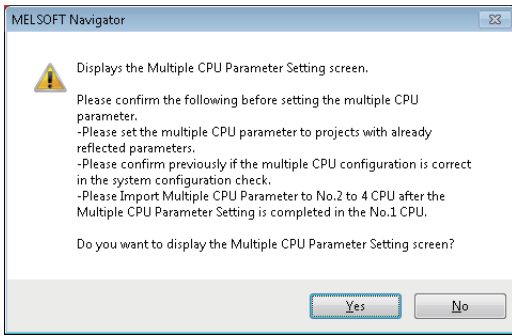 MELSOFT Navigator
Displays the Multiple CPU Parameter Setting screen.
Please confirm the following before setting the multiple CPU
parameter.
-Please set the multiple CPU parameter to projects with already
reflected parameters.
-Please confirm previously if the multiple CPU configuration is correct
in the system configuration check.
-Please Import Multiple CPU Parameter to No.2 to 4 CPU after the
Multiple CPU Parameter Setting is completed in the No.1 CPU.
Do you want to display the Multiple CPU Parameter Setting screen?
Yes
No